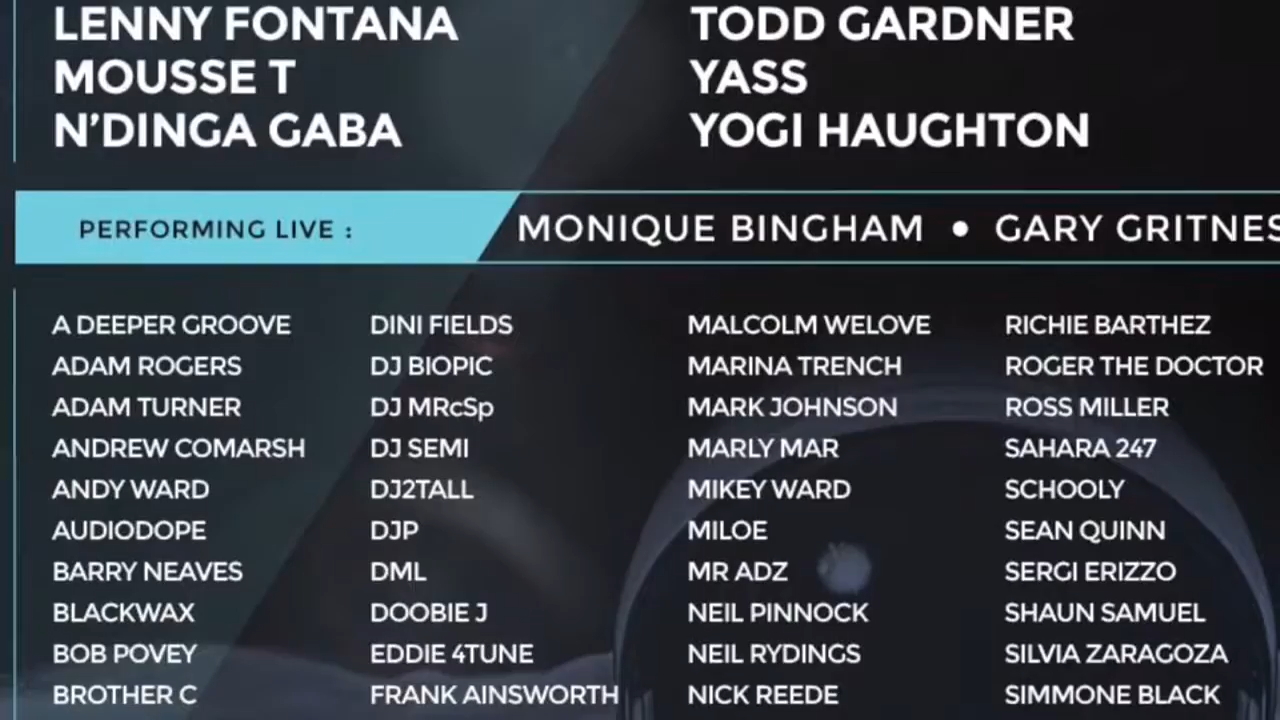 LENNY FONTANA
MOUSSE T
N’DINGA GABA
TODD GARDNER
YASS
YOGI HAUGHTON
PERFORMING LIVE : MONIQUE BINGHAM • GARY GRITNES
A DEEPER GROOVE
ADAM ROGERS
ADAM TURNER
ANDREW COMARSH
ANDY WARD
AUDIODOPE
BARRY NEAVES
BLACKWAX
BOB POVEY
BROTHER C
DINI FIELDS
DJ BIOPIC
DJ MRcSp
DJ SEMI
DJ2TALL
DJP
DML
DOOBIE J
EDDIE 4TUNE
FRANK AINSWORTH
MALCOLM WELOVE
MARINA TRENCH
MARK JOHNSON
MARLY MAR
MIKEY WARD
MILOE
MR ADZ
NEIL PINNOCK
NEIL RYDINGS
NICK REEDE
RICHIE BARTHEZ
ROGER THE DOCTOR
ROSS MILLER
SAHARA 247
SCHOOLY
SEAN QUINN
SERGI ERIZZO
SHAUN SAMUEL
SILVIA ZARAGOZA
SIMMONE BLACK